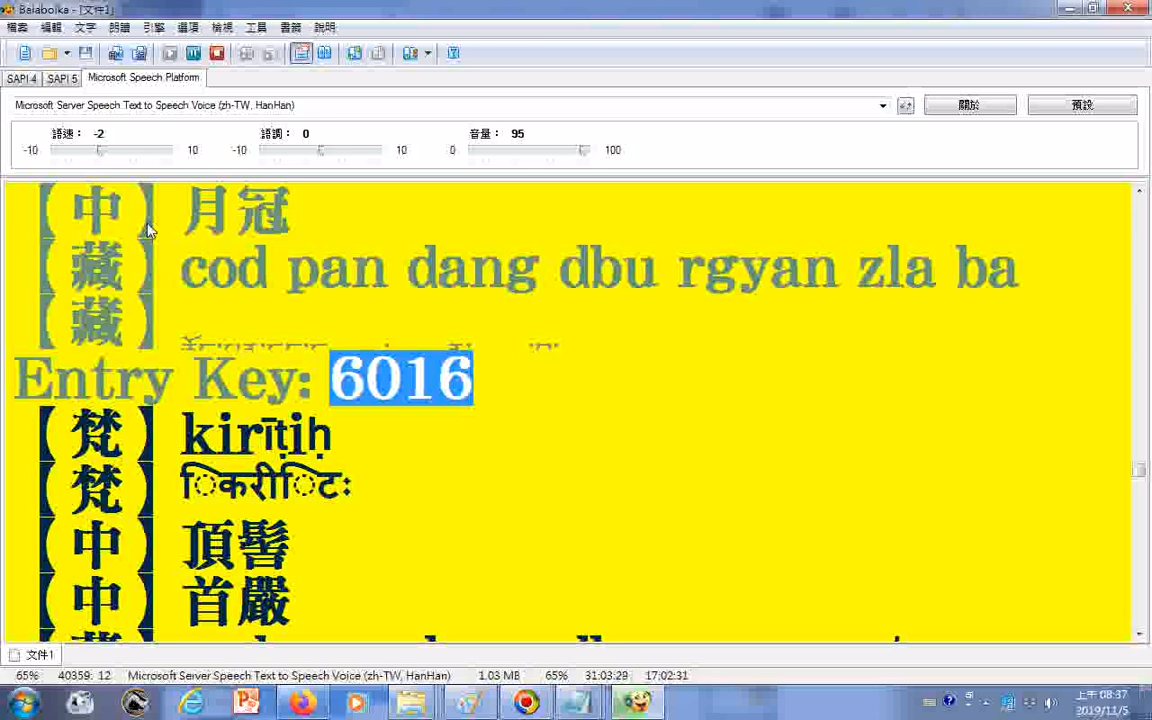 Balabolka - [文件1]
檔案 編輯 文字 朗讀 引擎 選項 檢視 工具 書籤 說明
SAPI 4 SAPI 5 Microsoft Speech Platform
Microsoft Server Speech Text to Speech Voice (zh-TW, HanHan) 關於 預設
語速： -2 語調： 0 音量： 95
-10 10 -10 10 0 100
【中】 月冠
【藏】 cod pan dang dbu rgyan zla ba
【藏】
Entry Key: 6016
【梵】 kirīṭiḥ
【梵】 िकरीिटः
【中】 頂髻
【中】 首嚴
文件1
65% 40359: 12 Microsoft Server Speech Text to Speech Voice (zh-TW, HanHan) 1.03 MB 65% 31:03:29 17:02:31
上午 08:37
2019/11/5